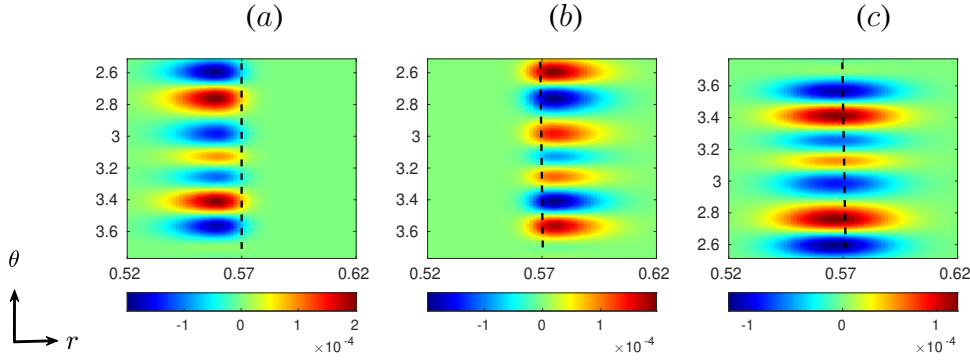 (a) (b) (c)
2.6 2.6 3.6
2.8 2.8 3.4
3 3 3.2
3.2 3.2 3
3.4 3.4 2.8
3.6 3.6 2.6
θ
0.52 0.57 0.62 0.52 0.57 0.62 0.52 0.57 0.62
-1 0 1 2 -1 0 1 -1 0 1
r
×10⁻⁴ ×10⁻⁴ ×10⁻⁴